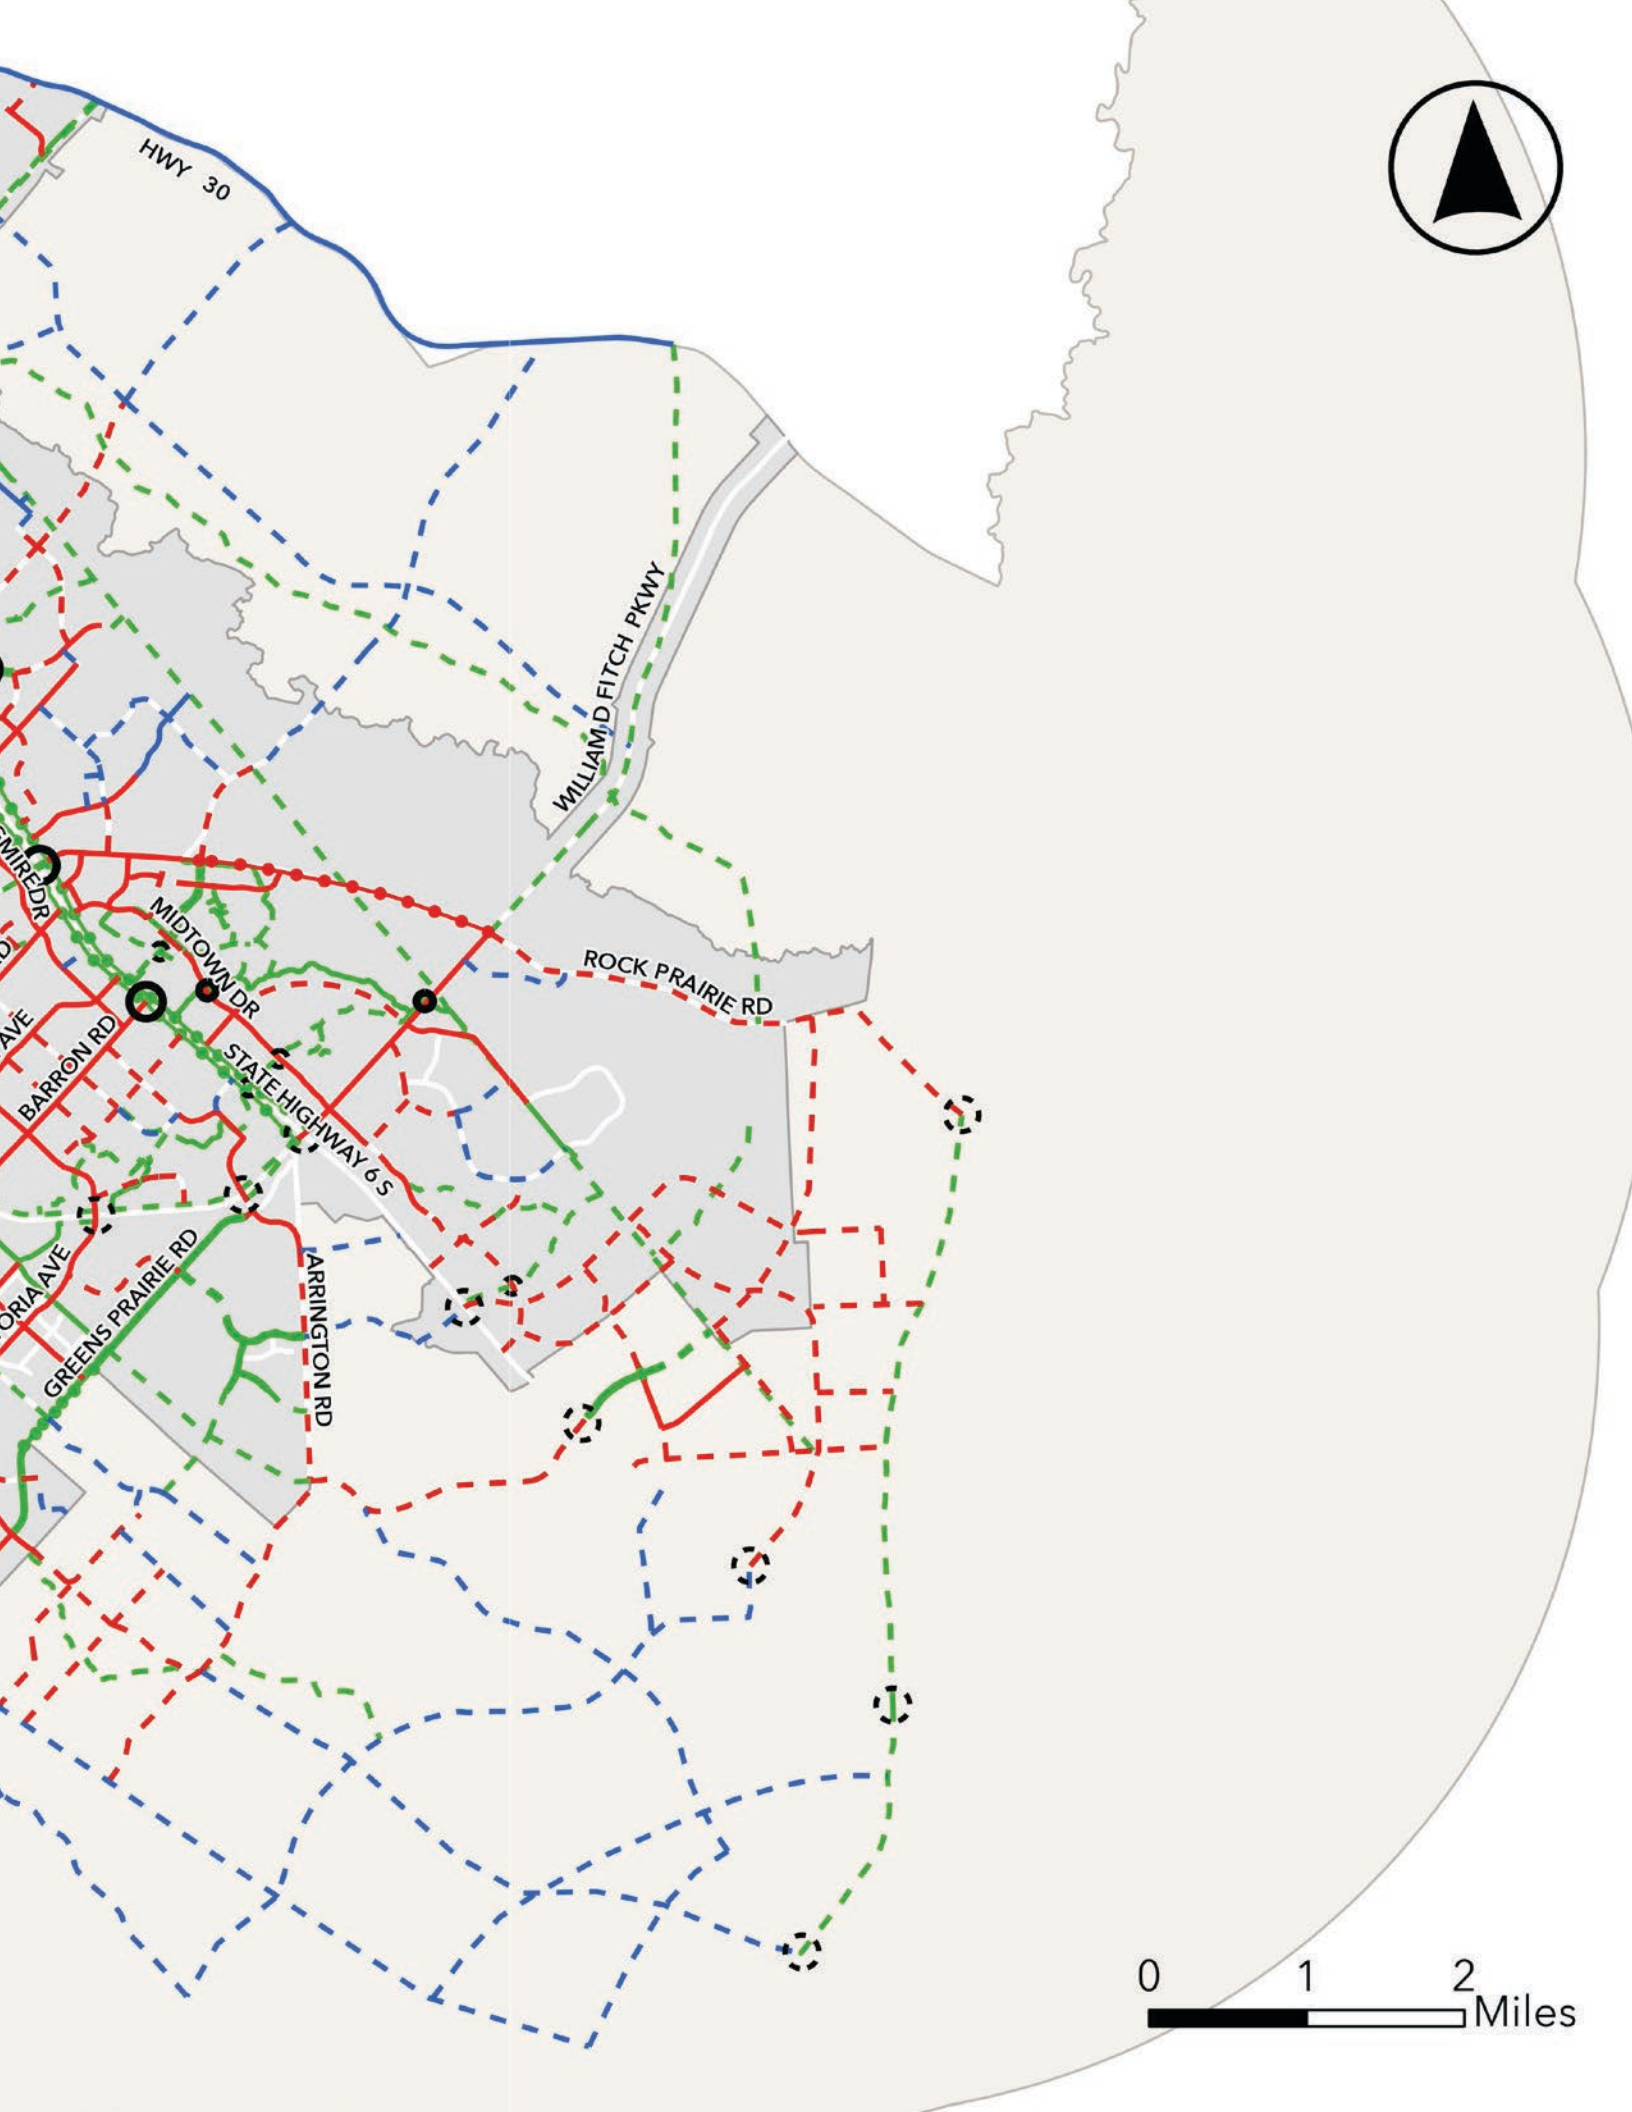 HWY 30
WILLIAM D FITCH PKWY
MIDTOWN DR
ROCK PRAIRIE RD
AVE
BARRON RD
STATE HIGHWAY 6 S
GREENS PRAIRIE RD
ARRINGTON RD
0 1 2
Miles